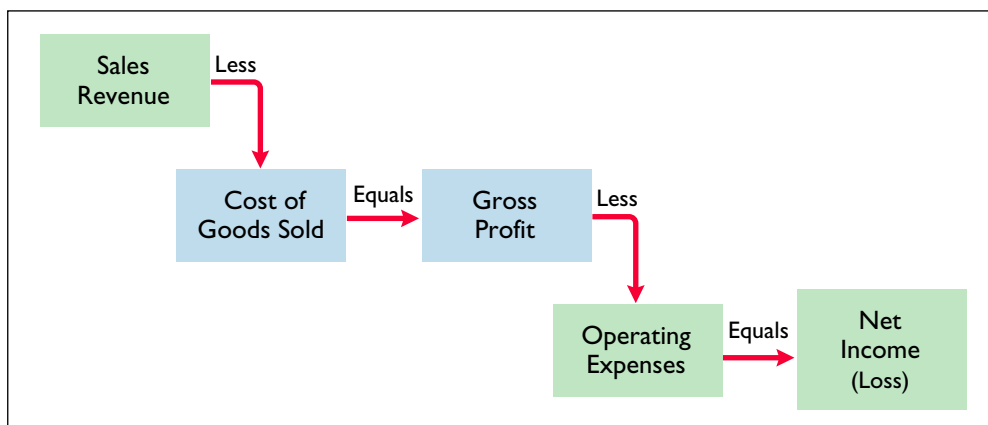 Sales
Revenue
Less
Cost of
Goods Sold
Equals
Gross
Profit
Less
Operating
Expenses
Equals
Net
Income
(Loss)